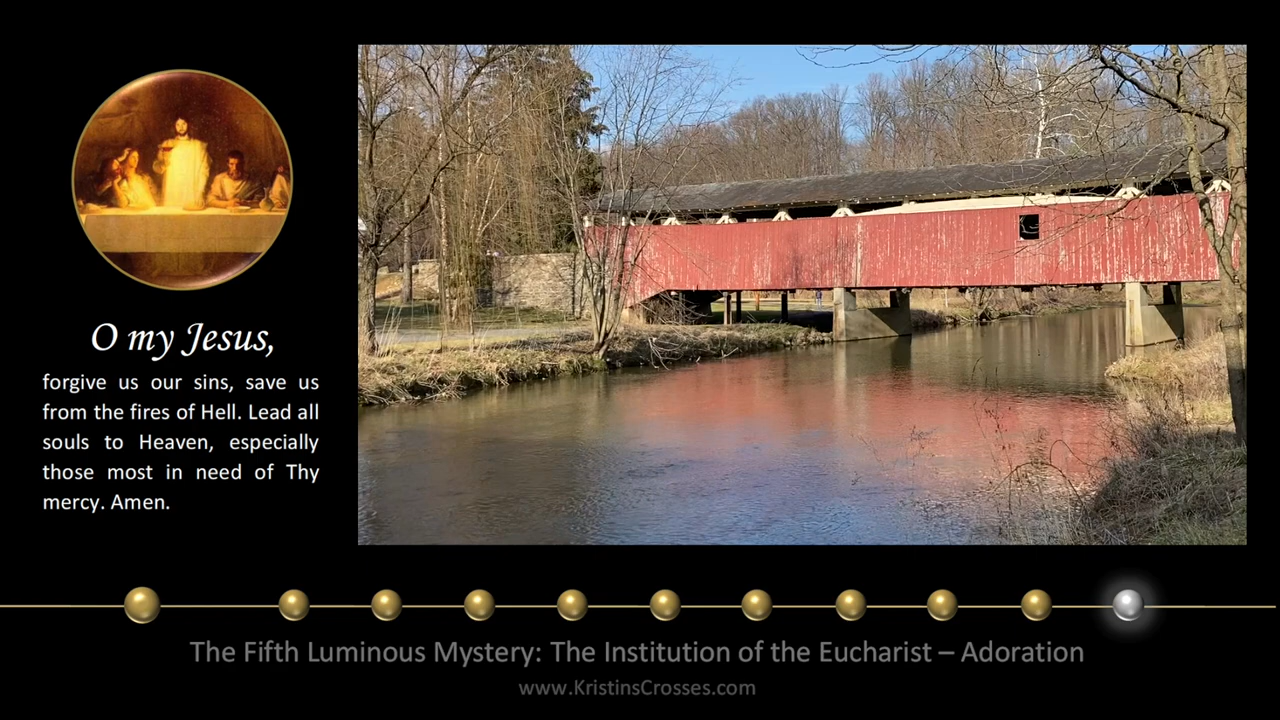 O my Jesus,
forgive us our sins, save us
from the fires of Hell. Lead all
souls to Heaven, especially
those most in need of Thy
mercy. Amen.
The Fifth Luminous Mystery: The Institution of the Eucharist – Adoration
www.KristinsCrosses.com